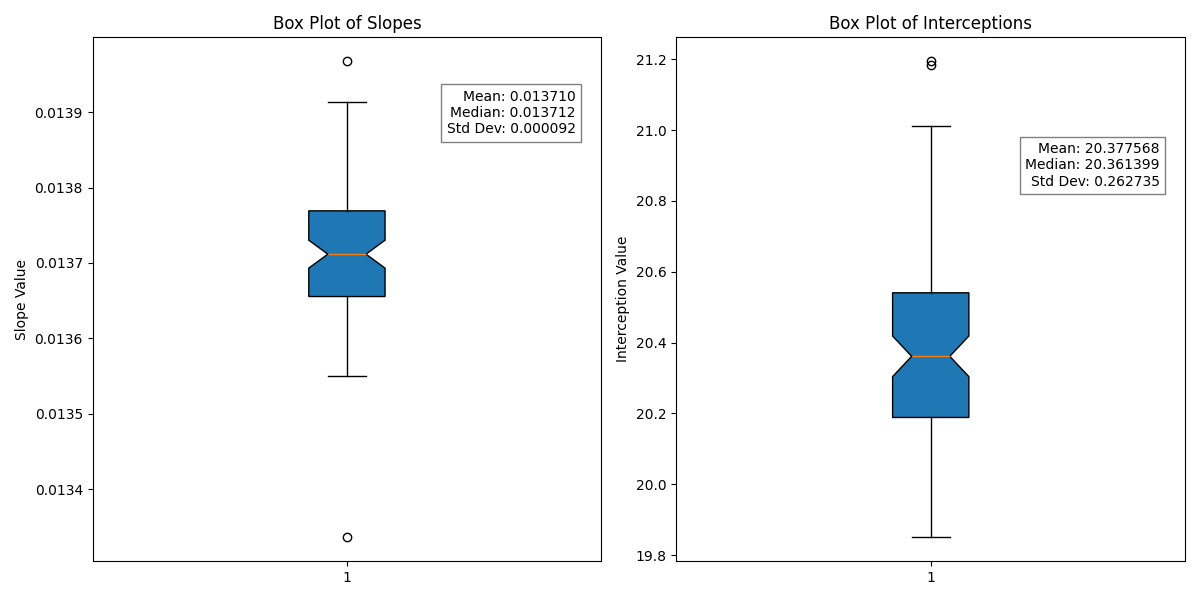 Box Plot of Slopes
Slope Value
0.0139
0.0138
0.0137
0.0136
0.0135
0.0134
Mean: 0.013710
Median: 0.013712
Std Dev: 0.000092
1
Box Plot of Interceptions
Interception Value
21.2
21.0
20.8
20.6
20.4
20.2
20.0
19.8
Mean: 20.377568
Median: 20.361399
Std Dev: 0.262735
1